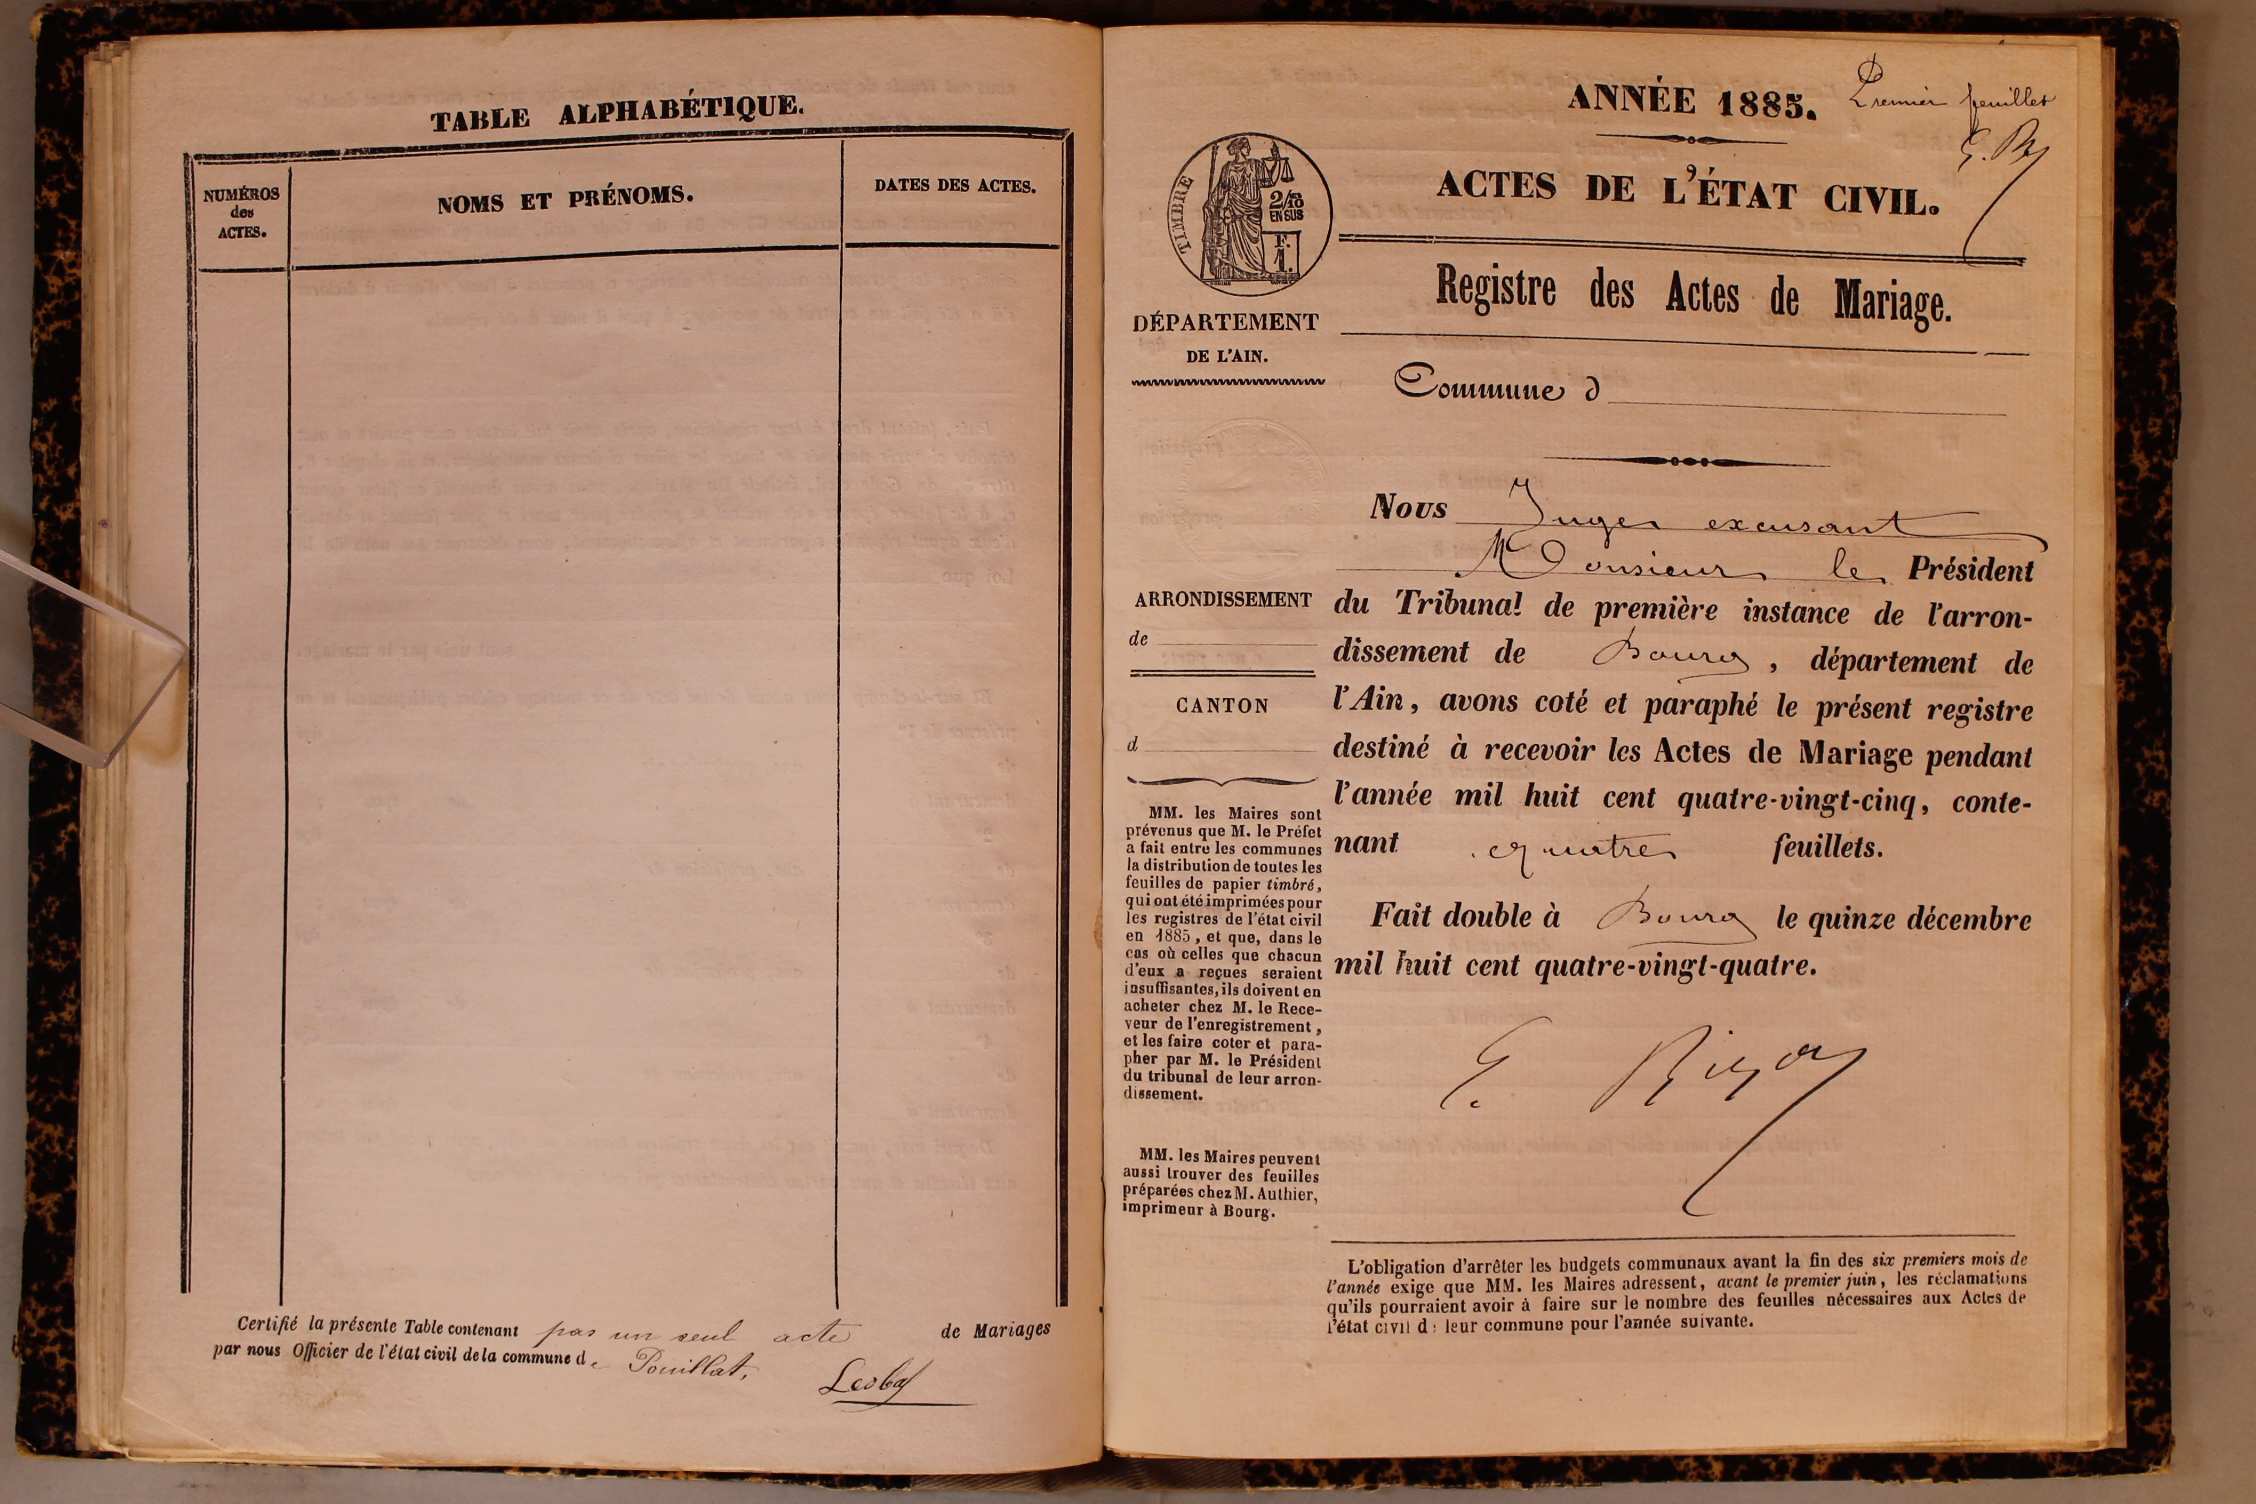 TABLE ALPHABÉTIQUE.
NUMÉROS
des
ACTES.
NOMS ET PRÉNOMS.
DATES DES ACTES.
Certifié la présente Table contenant pas un seul acte de Mariages
par nous Officier de l'état civil de la commune de Pouillat,
ANNÉE 1885. Premier feuillet
ACTES DE L'ÉTAT CIVIL.
TIMBRE
2/10
EN SUS
F.
1.
DÉPARTEMENT
DE L'AIN.
Registre des Actes de Mariage.
Commune d
Nous Juge excusant
Monsieur le Président
du Tribunal de première instance de l'arron-
dissement de Bourg, département de
l'Ain, avons coté et paraphé le présent registre
destiné à recevoir les Actes de Mariage pendant
l'année mil huit cent quatre-vingt-cinq, conte-
nant quatre feuillets.
Fait double à Bourg le quinze décembre
mil huit cent quatre-vingt-quatre.
ARRONDISSEMENT
de
CANTON
d
MM. les Maires sont
prévenus que M. le Préfet
a fait entre les communes
la distribution de toutes les
feuilles de papier timbré,
qui ont été imprimées pour
les registres de l'état civil
en 1885, et que, dans le
cas où celles que chacun
d'eux a reçues seraient
insuffisantes, ils doivent en
acheter chez M. le Rece-
veur de l'enregistrement,
et les faire coter et para-
pher par M. le Président
du tribunal de leur arron-
dissement.
MM. les Maires peuvent
aussi trouver des feuilles
préparées chez M. Authier,
imprimeur à Bourg.
L'obligation d'arrêter les budgets communaux avant la fin des six premiers mois de
l'année exige que MM. les Maires adressent, avant le premier juin, les réclamations
qu'ils pourraient avoir à faire sur le nombre des feuilles nécessaires aux Actes de
l'état civil de leur commune pour l'année suivante.